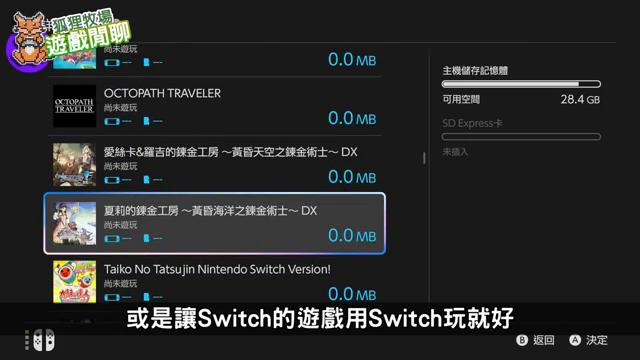 狐狸牧場
遊戲閒聊
尚未遊玩
0.0 MB
OCTOPATH TRAVELER
尚未遊玩
0.0 MB
OCTOPATH
TRAVELER
愛絲卡&羅吉的鍊金工房 ～黃昏天空之鍊金術士～ DX
尚未遊玩
0.0 MB
夏莉的鍊金工房 ～黃昏海洋之鍊金術士～ DX
尚未遊玩
0.0 MB
Taiko No Tatsujin Nintendo Switch Version!
尚未遊玩
0.0 MB
主機儲存記憶體
可用空間 28.4 GB
SD Express卡
未插入
或是讓Switch的遊戲用Switch玩就好
B 返回 A 決定